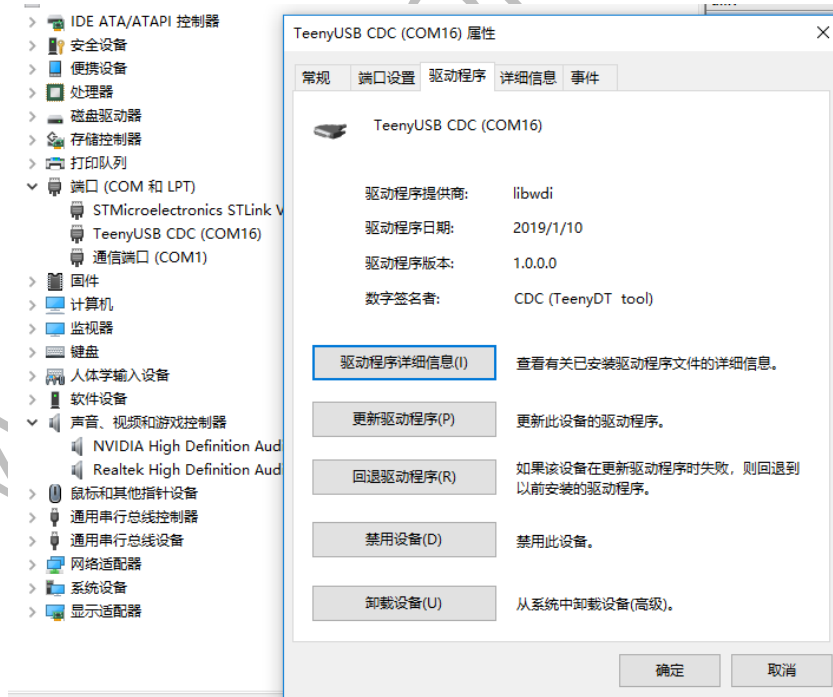 IDE ATA/ATAPI 控制器
安全设备
便携设备
处理器
磁盘驱动器
存储控制器
打印队列
端口 (COM 和 LPT)
STMicroelectronics STLink V
TeenyUSB CDC (COM16)
通信端口 (COM1)
固件
计算机
监视器
键盘
人体学输入设备
软件设备
声音、视频和游戏控制器
NVIDIA High Definition Aud
Realtek High Definition Aud
鼠标和其他指针设备
通用串行总线控制器
通用串行总线设备
网络适配器
系统设备
显示适配器
TeenyUSB CDC (COM16) 属性
常规 端口设置 驱动程序 详细信息 事件
TeenyUSB CDC (COM16)
驱动程序提供商: libwdi
驱动程序日期: 2019/1/10
驱动程序版本: 1.0.0.0
数字签名者: CDC (TeenyDT tool)
驱动程序详细信息(I) 查看有关已安装驱动程序文件的详细信息。
更新驱动程序(P) 更新此设备的驱动程序。
回退驱动程序(R) 如果该设备在更新驱动程序时失败，则回退到
以前安装的驱动程序。
禁用设备(D) 禁用此设备。
卸载设备(U) 从系统中卸载设备(高级)。
确定 取消